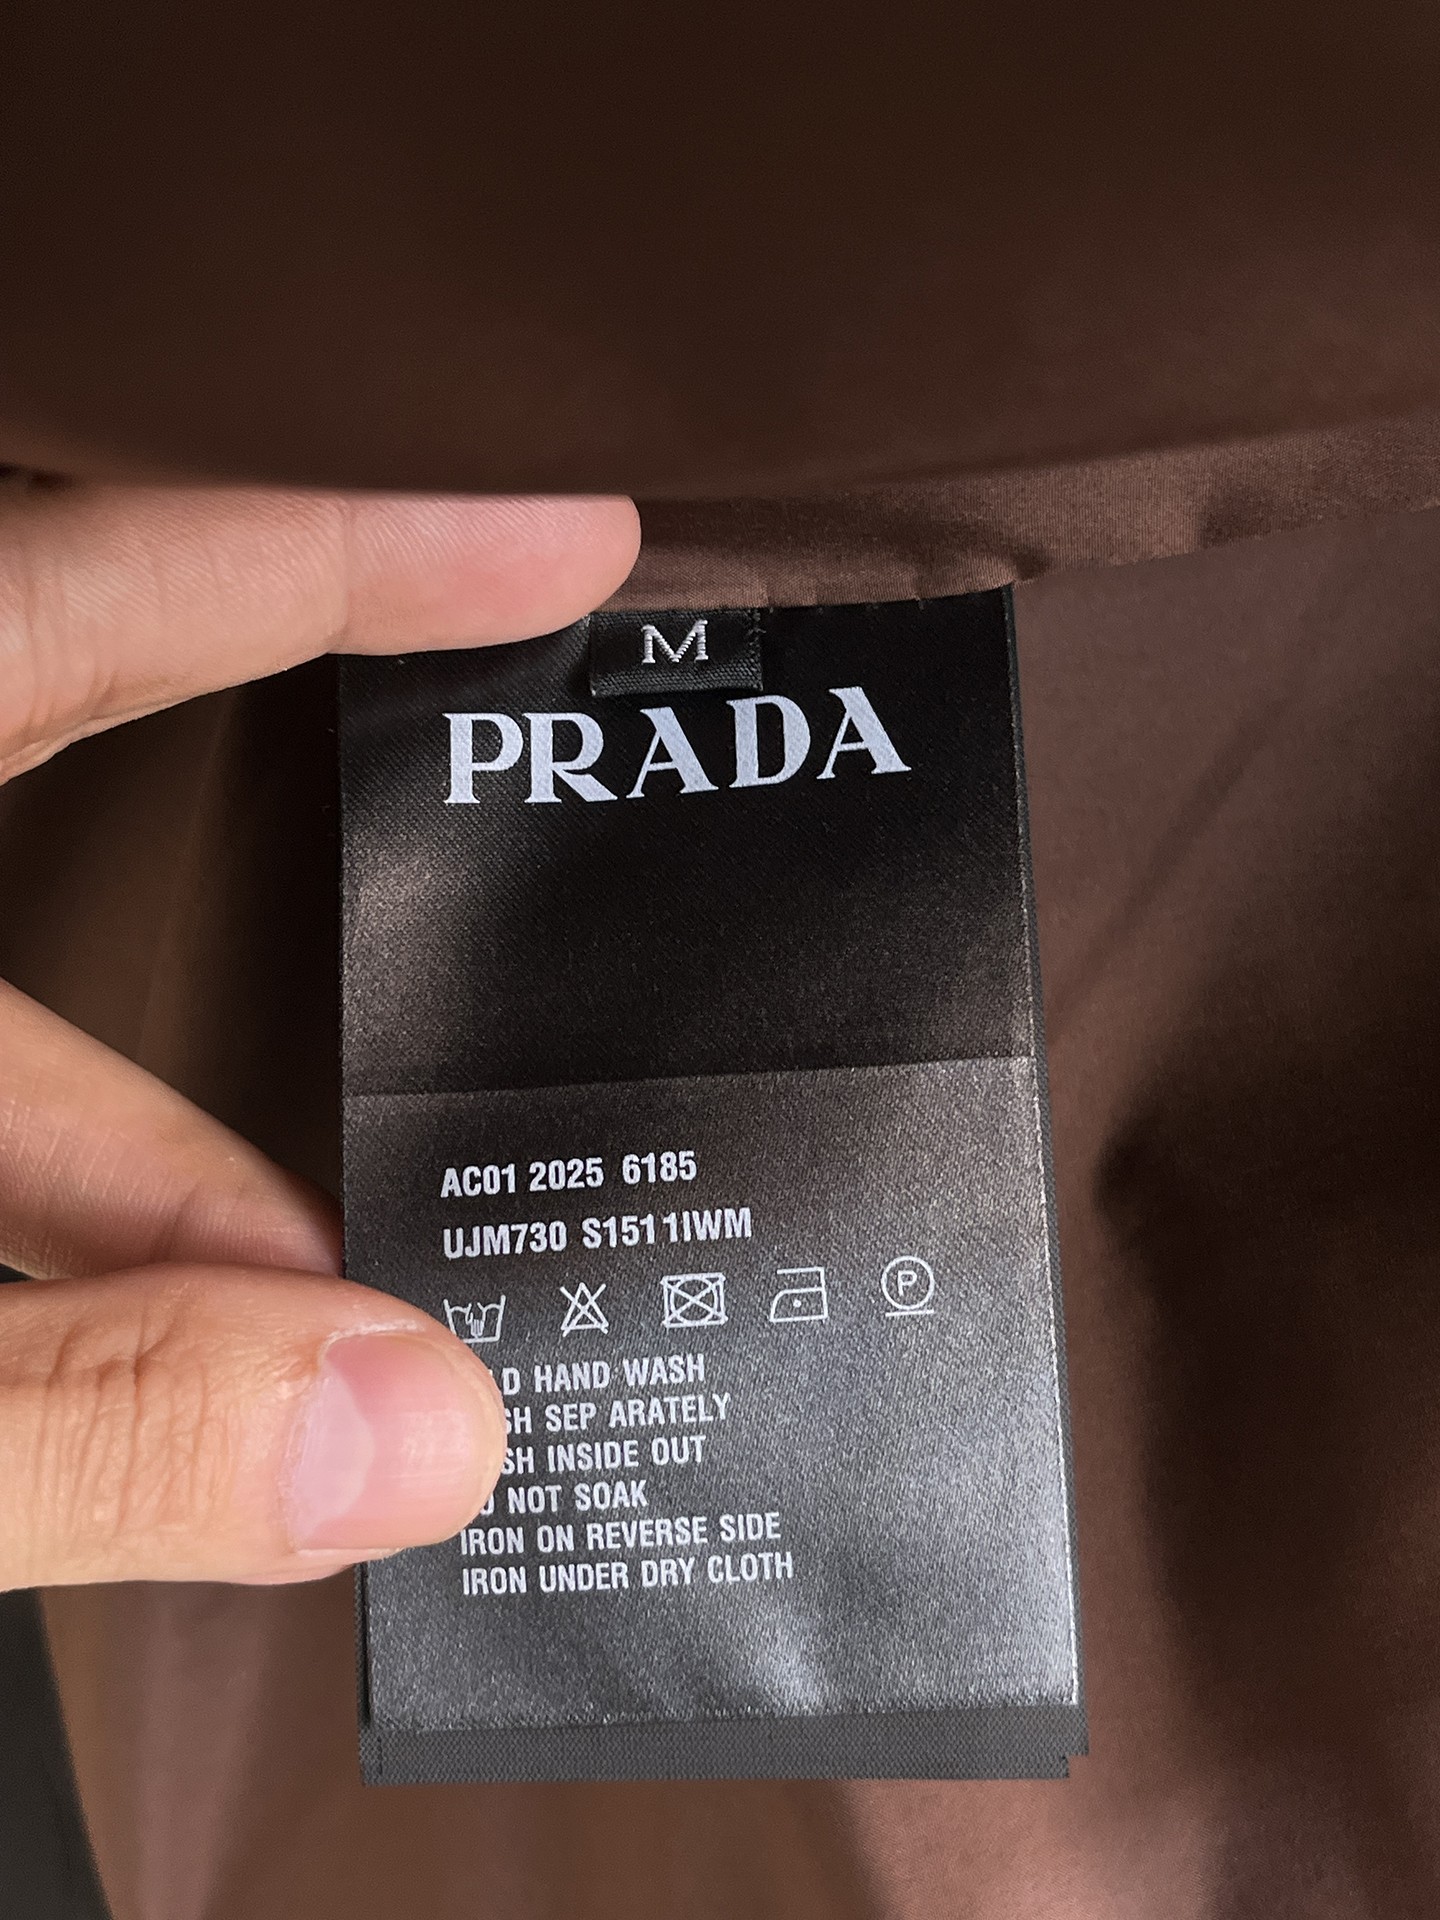 M
PRADA
AC01 2025 6185
UJM730 S151 1IWM
P
HAND WASH
SEP ARATELY
INSIDE OUT
NOT SOAK
IRON ON REVERSE SIDE
IRON UNDER DRY CLOTH